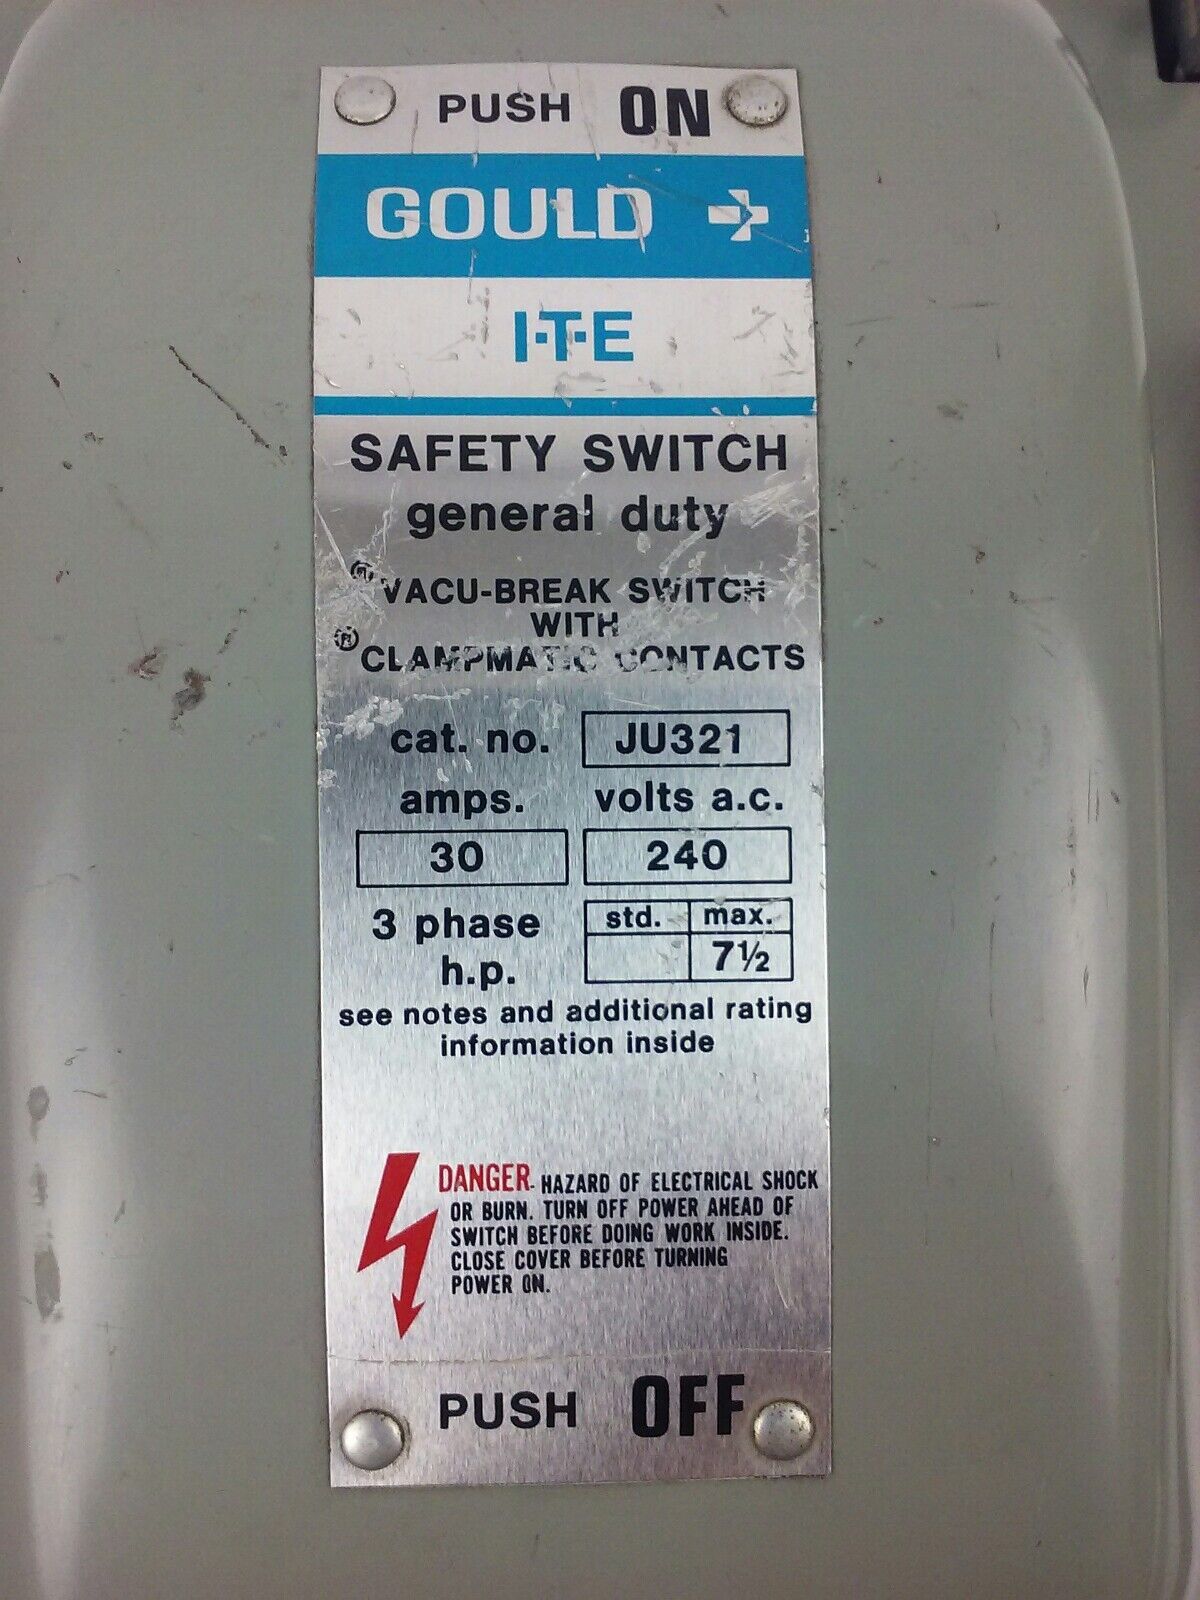 PUSH ON
GOULD
I·T·E
SAFETY SWITCH
general duty
® VACU-BREAK SWITCH
WITH
® CLAMPMATIC CONTACTS
cat. no. JU321
amps. volts a.c.
30 240
3 phase std. max.
h.p. 7½
see notes and additional rating
information inside
DANGER- HAZARD OF ELECTRICAL SHOCK
OR BURN. TURN OFF POWER AHEAD OF
SWITCH BEFORE DOING WORK INSIDE.
CLOSE COVER BEFORE TURNING
POWER ON.
PUSH OFF